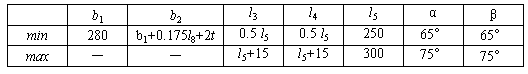 b₁ b₂ l₃ l₄ l₅ α β
min 280 b₁+0.175l₈+2t 0.5 l₅ 0.5 l₅ 250 65° 65°
max — — l₅+15 l₅+15 300 75° 75°